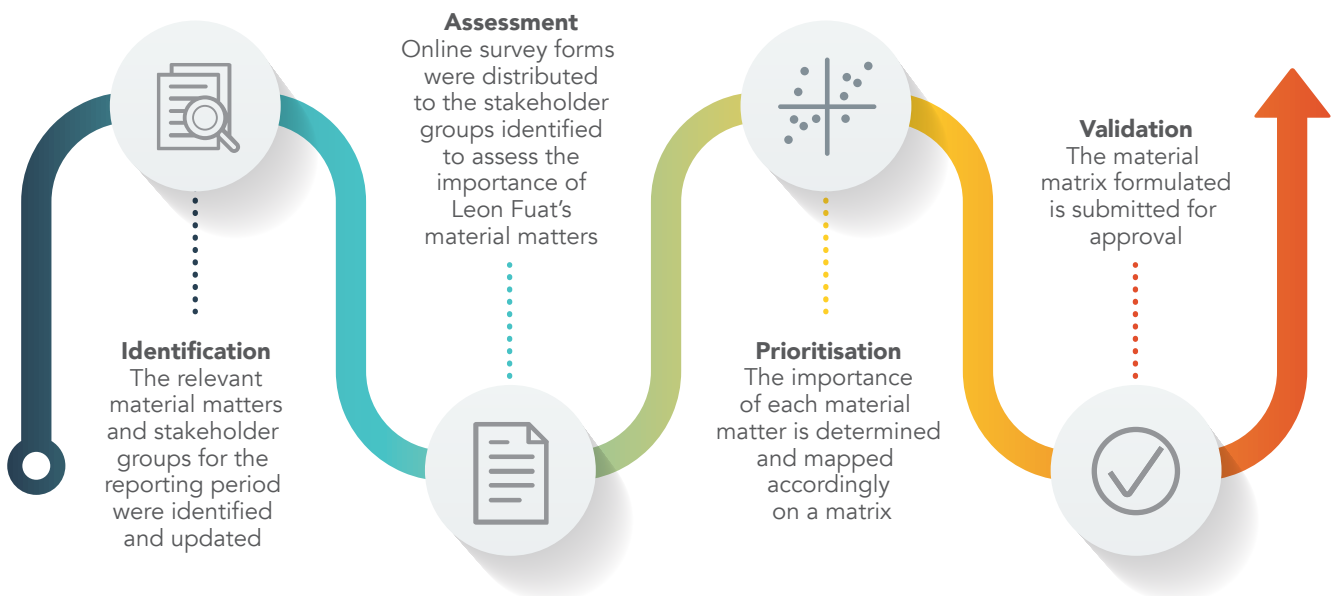 Identification
The relevant
material matters
and stakeholder
groups for the
reporting period
were identified
and updated
Assessment
Online survey forms
were distributed
to the stakeholder
groups identified
to assess the
importance of
Leon Fuat’s
material matters
Prioritisation
The importance
of each material
matter is determined
and mapped
accordingly
on a matrix
Validation
The material
matrix formulated
is submitted for
approval